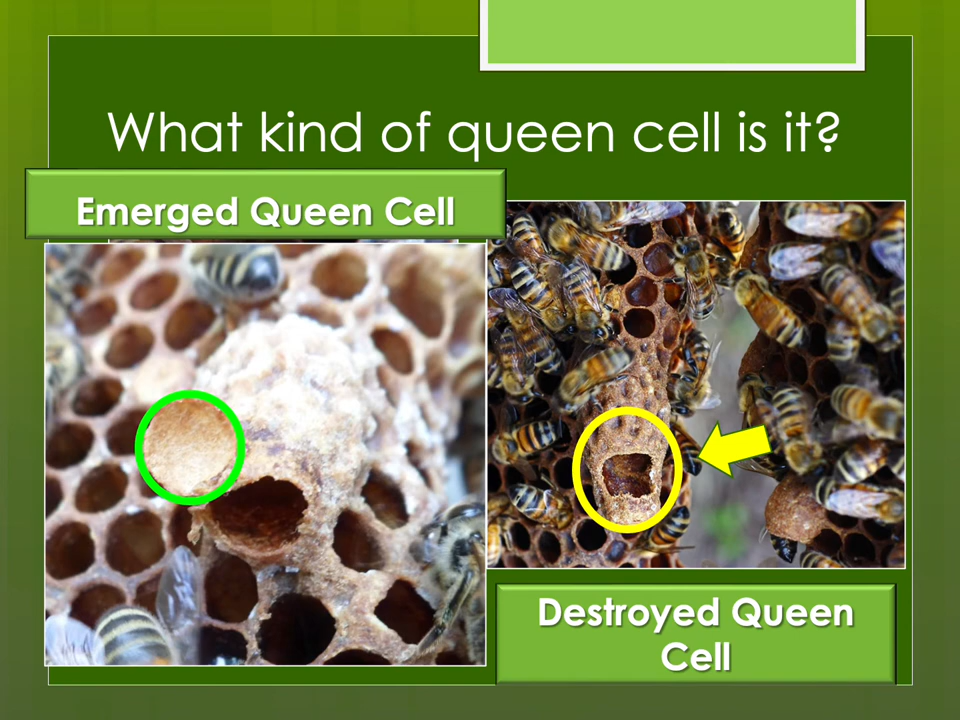 What kind of queen cell is it?
Emerged Queen Cell
Destroyed Queen
Cell